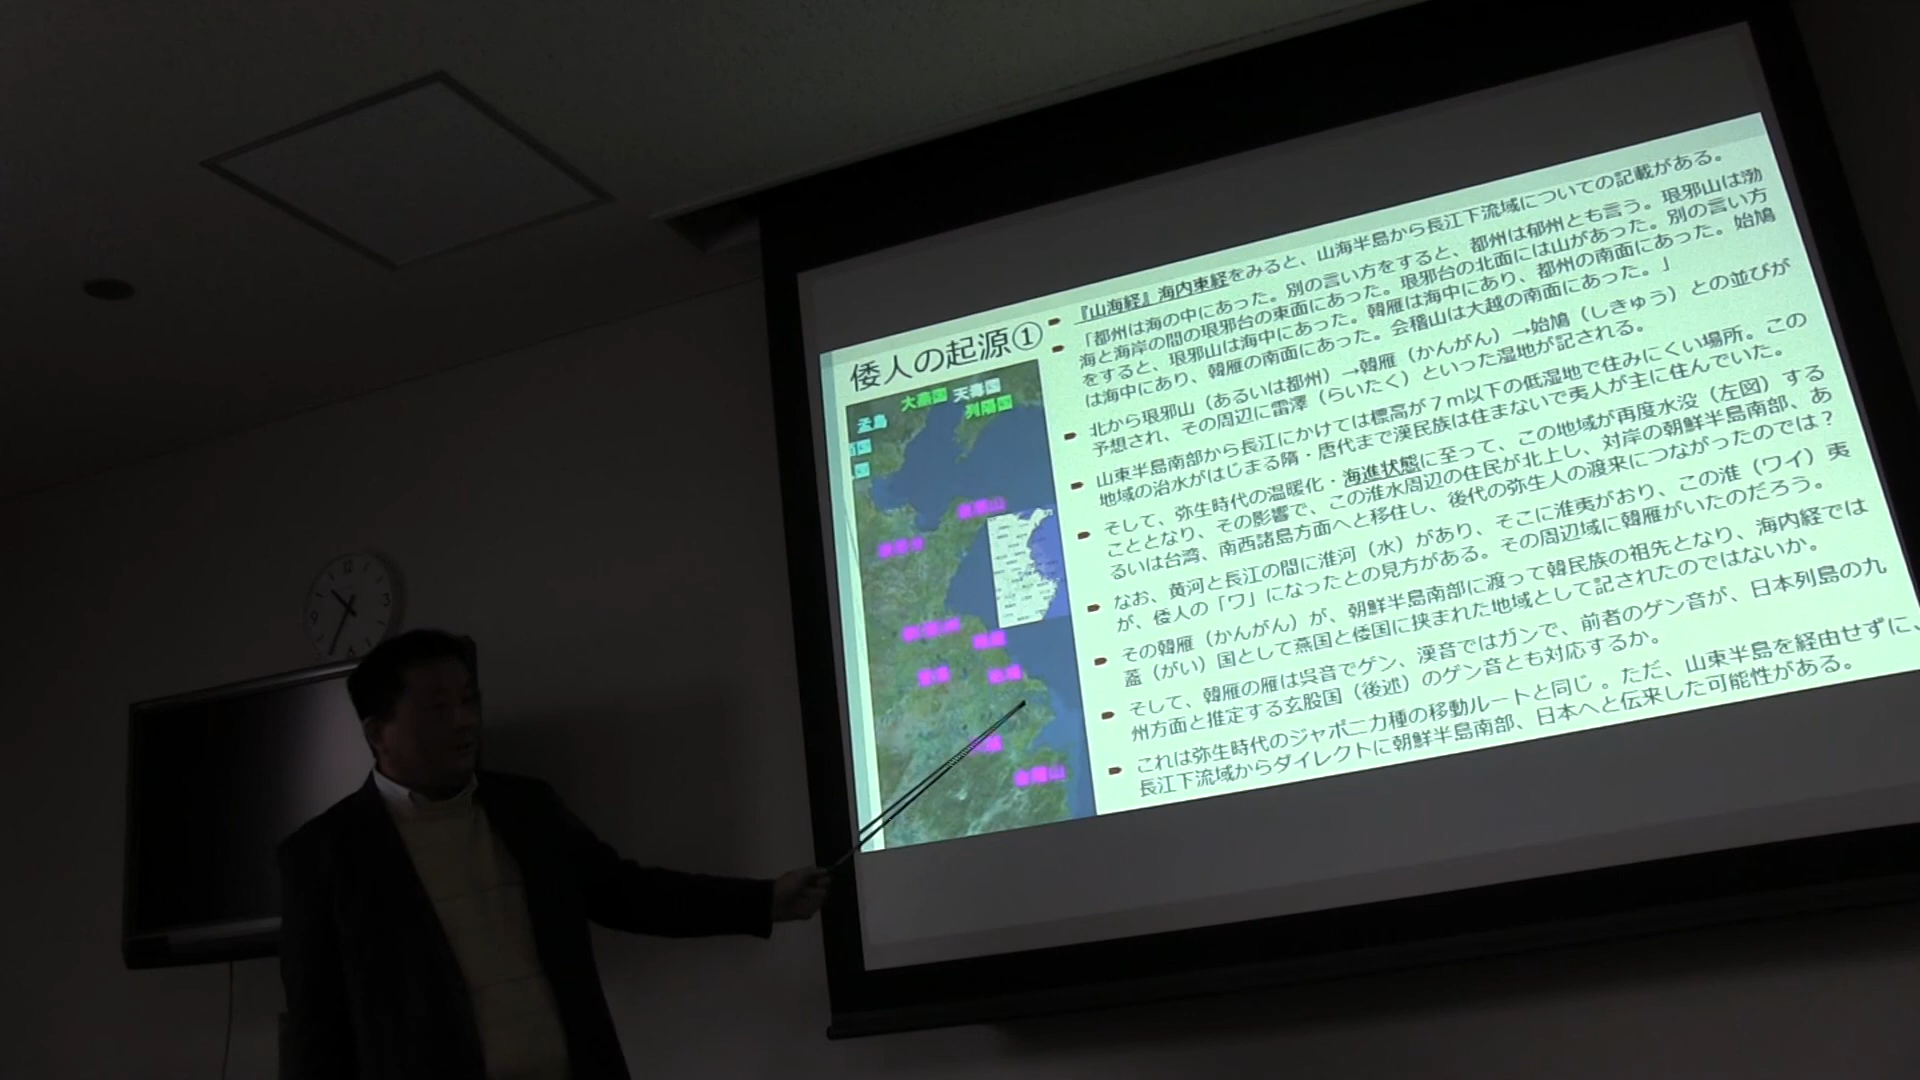 倭人の起源①
『山海経』海内東経をみると、山海半島から長江下流域についての記載がある。
「都州は海の中にあった。別の言い方をすると、都州は郁州とも言う。琅邪山は渤
海と海岸の間の琅邪台の東面にあった。琅邪台の北面には山があった。別の言い方
をすると、琅邪山は海中にあった。韓雁は海中にあり、都州の南面にあった。始鳩
は海中にあり、韓雁の南面にあった。会稽山は大越の南面にあった。」
北から琅邪山（あるいは都州）→韓雁（かんがん）→始鳩（しきゅう）との並びが
予想され、その周辺に雷澤（らいたく）といった湿地が記される。
山東半島南部から長江にかけては標高が７ｍ以下の低湿地で住みにくい場所。この
地域の治水がはじまる隋・唐代まで漢民族は住まないで夷人が主に住んでいた。
そして、弥生時代の温暖化・海進状態に至って、この地域が再度水没（左図）する
こととなり、その影響で、この淮水周辺の住民が北上し、対岸の朝鮮半島南部、あ
るいは台湾、南西諸島方面へと移住し、後代の弥生人の渡来につながったのでは？
なお、黄河と長江の間に淮河（水）があり、そこに淮夷がおり、この淮（ワイ）夷
が、倭人の「ワ」になったとの見方がある。その周辺域に韓雁がいたのだろう。
その韓雁（かんがん）が、朝鮮半島南部に渡って韓民族の祖先となり、海内経では
蓋（がい）国として燕国と倭国に挟まれた地域として記されたのではないか。
そして、韓雁の雁は呉音でゲン、漢音ではガンで、前者のゲン音が、日本列島の九
州方面と推定する玄股国（後述）のゲン音とも対応するか。
これは弥生時代のジャポニカ種の移動ルートと同じ。ただ、山東半島を経由せずに、
長江下流域からダイレクトに朝鮮半島南部、日本へと伝来した可能性がある。
大燕国
天毒国
列陽国
孟鳥
国
国
会稽山
12
3
6
9